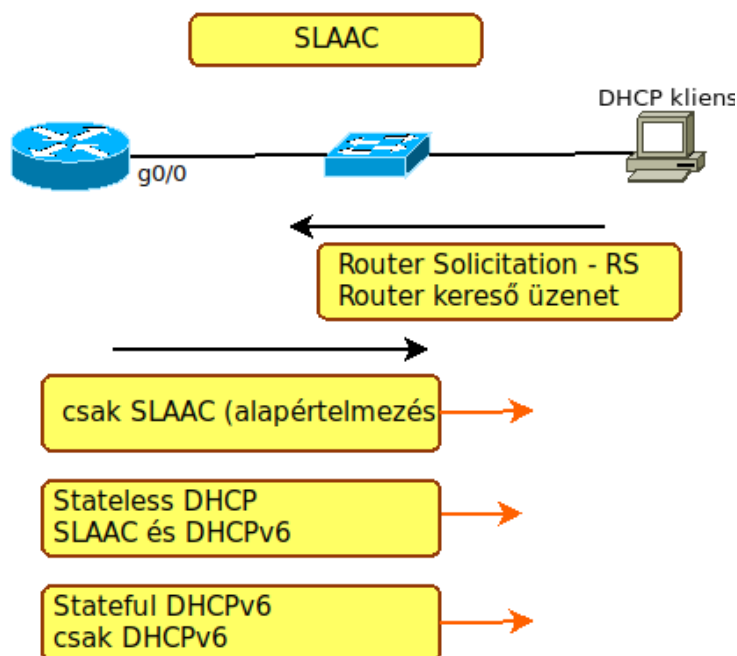 SLAAC
DHCP kliens
g0/0
Router Solicitation - RS
Router kereső üzenet
csak SLAAC (alapértelmezés
Stateless DHCP
SLAAC és DHCPv6
Stateful DHCPv6
csak DHCPv6